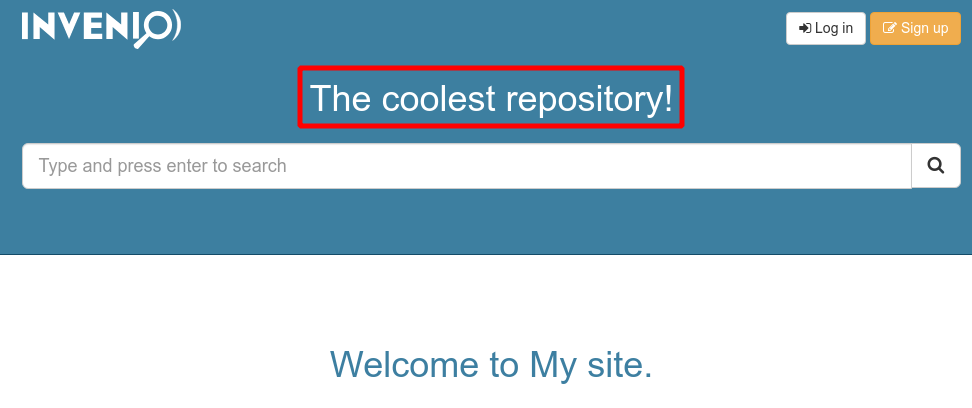 INVENIO
Log in
Sign up
The coolest repository!
Type and press enter to search
Welcome to My site.